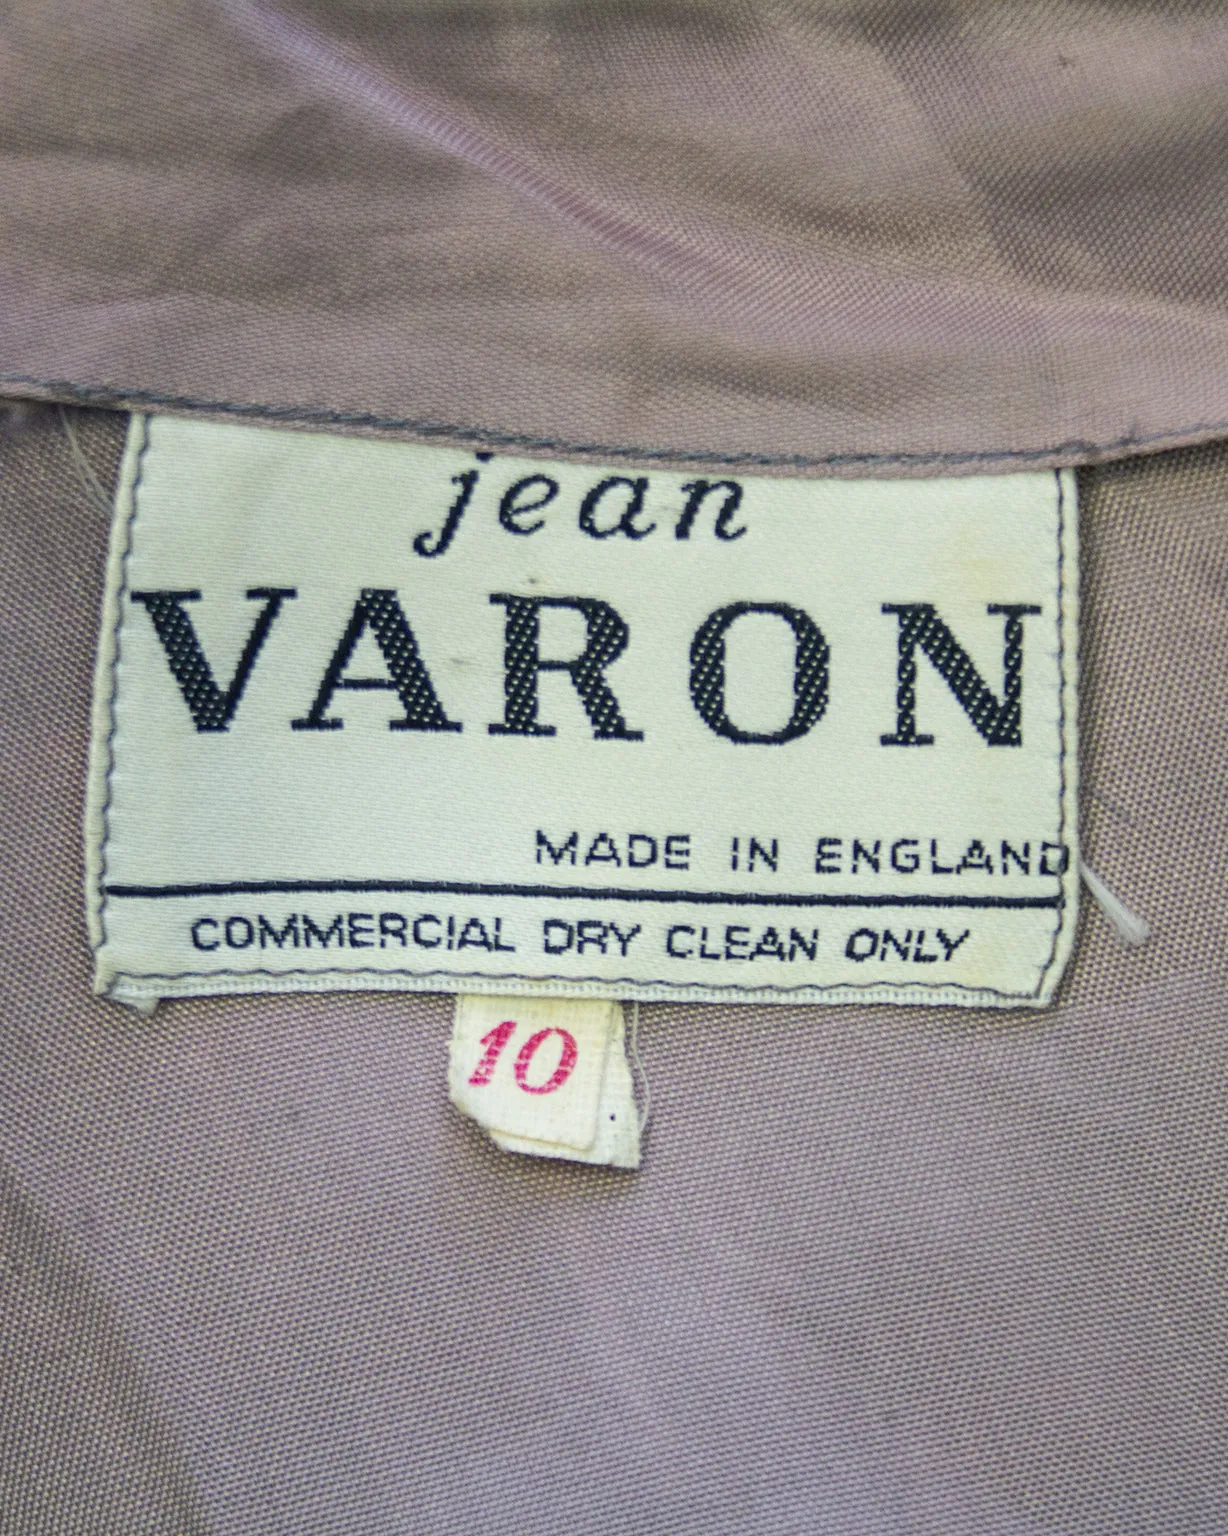 jean
VARON
MADE IN ENGLAND
COMMERCIAL DRY CLEAN ONLY
10